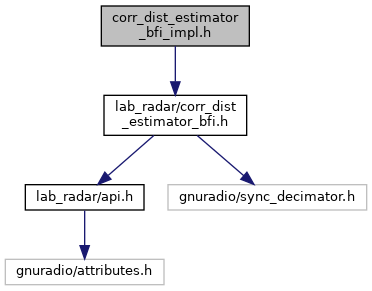 corr_dist_estimator
_bfi_impl.h
lab_radar/corr_dist
_estimator_bfi.h
lab_radar/api.h
gnuradio/sync_decimator.h
gnuradio/attributes.h